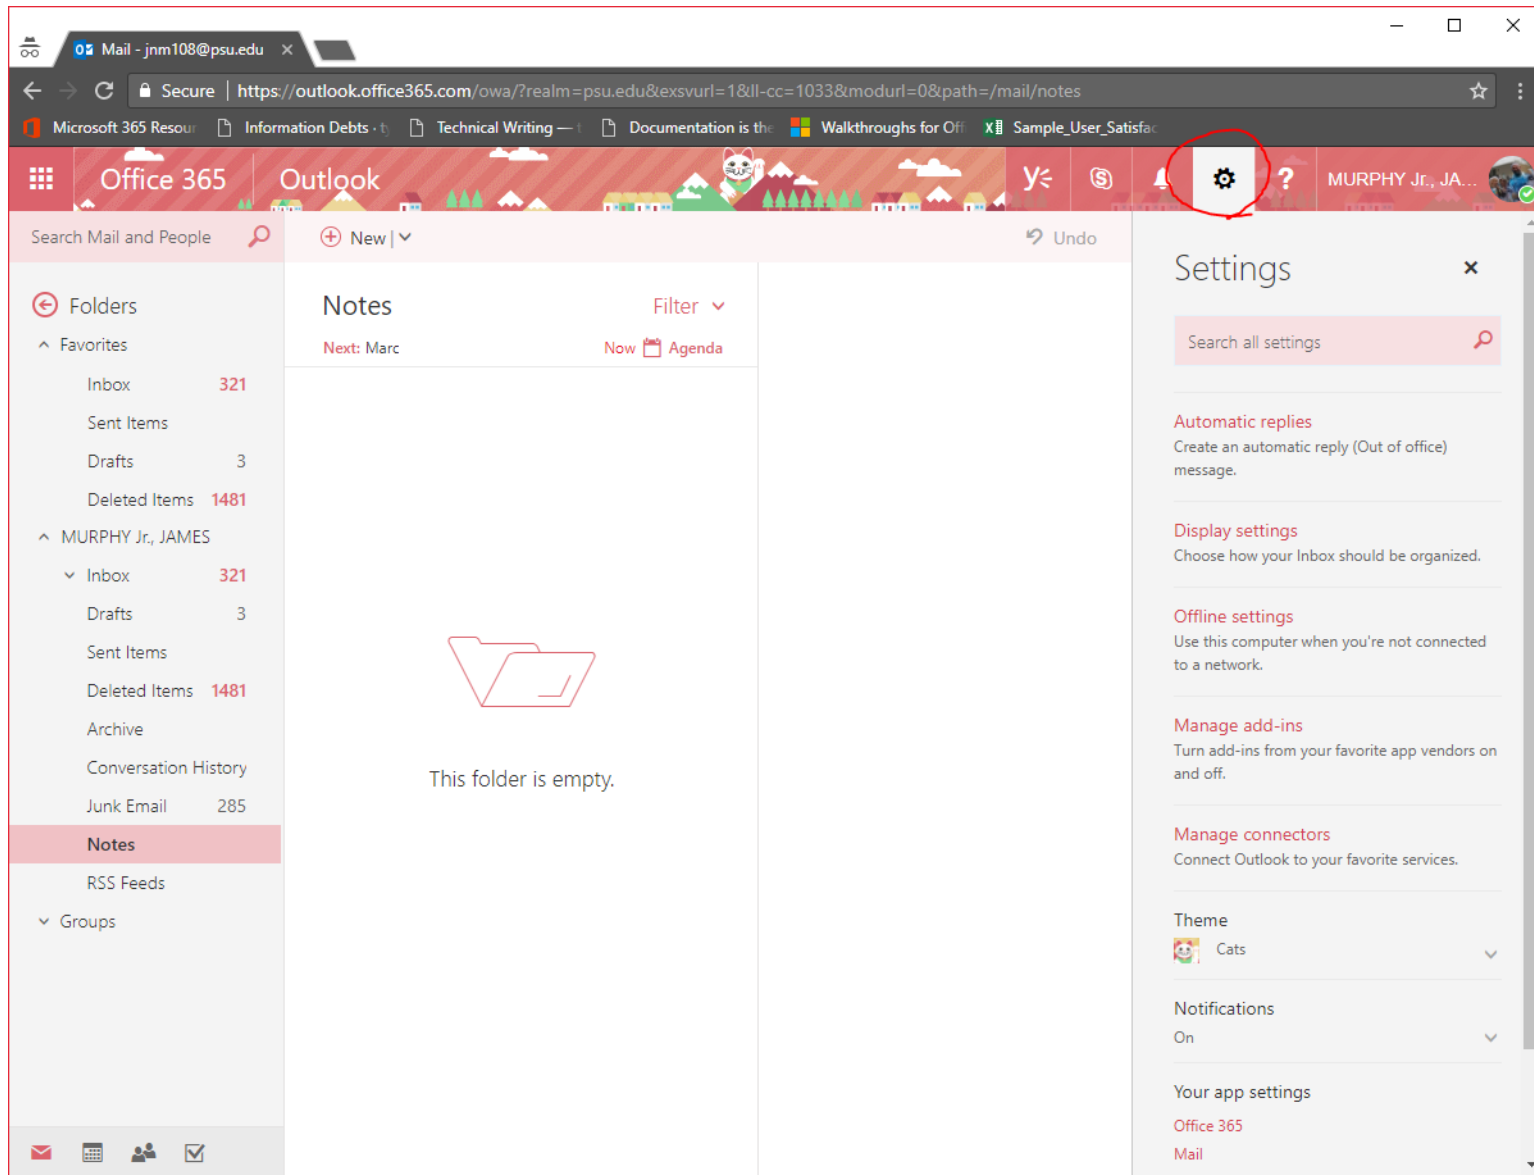 Mail - jnm108@psu.edu
Secure | https://outlook.office365.com/owa/?realm=psu.edu&exsvurl=1&ll-cc=1033&modurl=0&path=/mail/notes
Microsoft 365 Resour Information Debts · ty Technical Writing — t Documentation is the Walkthroughs for Off Sample_User_Satisfac
Office 365 Outlook ? MURPHY Jr., JA...
Search Mail and People
New Undo
Settings
Search all settings
Folders
Favorites
Inbox 321
Sent Items
Drafts 3
Deleted Items 1481
MURPHY Jr., JAMES
Inbox 321
Drafts 3
Sent Items
Deleted Items 1481
Archive
Conversation History
Junk Email 285
Notes
RSS Feeds
Groups
Notes Filter
Next: Marc Now Agenda
This folder is empty.
Automatic replies
Create an automatic reply (Out of office)
message.
Display settings
Choose how your Inbox should be organized.
Offline settings
Use this computer when you're not connected
to a network.
Manage add-ins
Turn add-ins from your favorite app vendors on
and off.
Manage connectors
Connect Outlook to your favorite services.
Theme
Cats
Notifications
On
Your app settings
Office 365
Mail